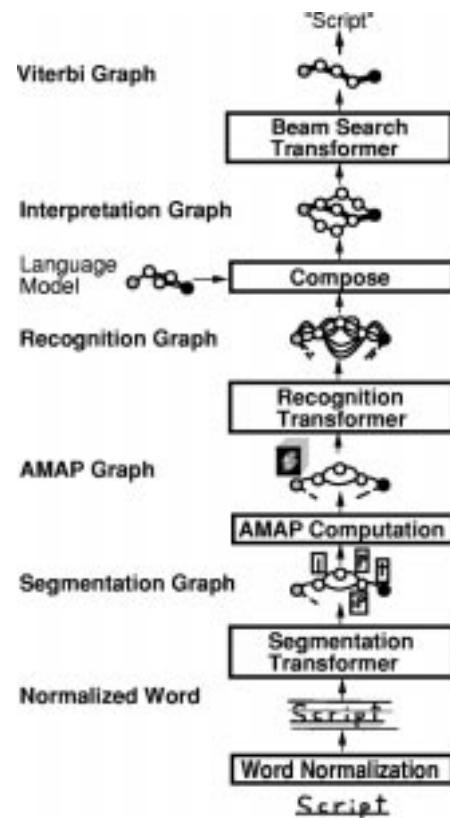 "Script"
Viterbi Graph
Beam Search
Transformer
Interpretation Graph
Language
Model
Compose
Recognition Graph
Recognition
Transformer
AMAP Graph
AMAP Computation
Segmentation Graph
Segmentation
Transformer
Normalized Word
Script
Word Normalization
Script